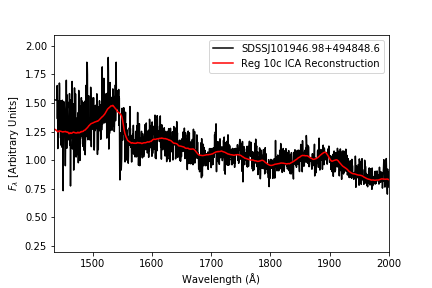 SDSSJ101946.98+494848.6
Reg 10c ICA Reconstruction
2.00
1.75
1.50
1.25
1.00
0.75
0.50
0.25
Fλ [Arbitrary Units]
1500 1600 1700 1800 1900 2000
Wavelength (Å)